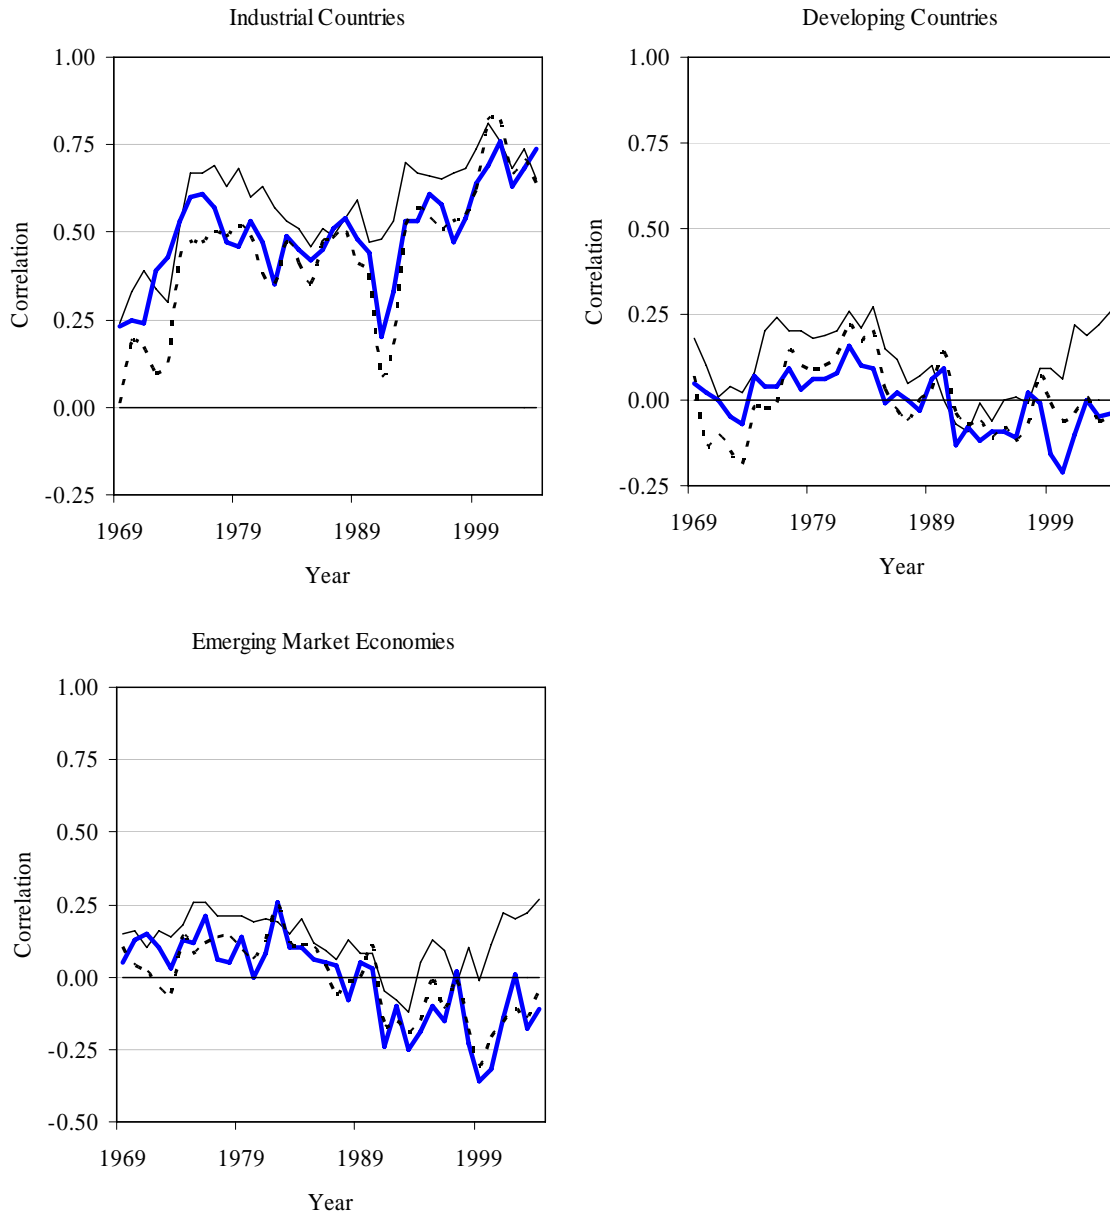 Industrial Countries
1.00
0.75
0.50
0.25
0.00
-0.25
Correlation
1969 1979 1989 1999
Year
Developing Countries
1.00
0.75
0.50
0.25
0.00
-0.25
Correlation
1969 1979 1989 1999
Year
Emerging Market Economies
1.00
0.75
0.50
0.25
0.00
-0.25
-0.50
Correlation
1969 1979 1989 1999
Year